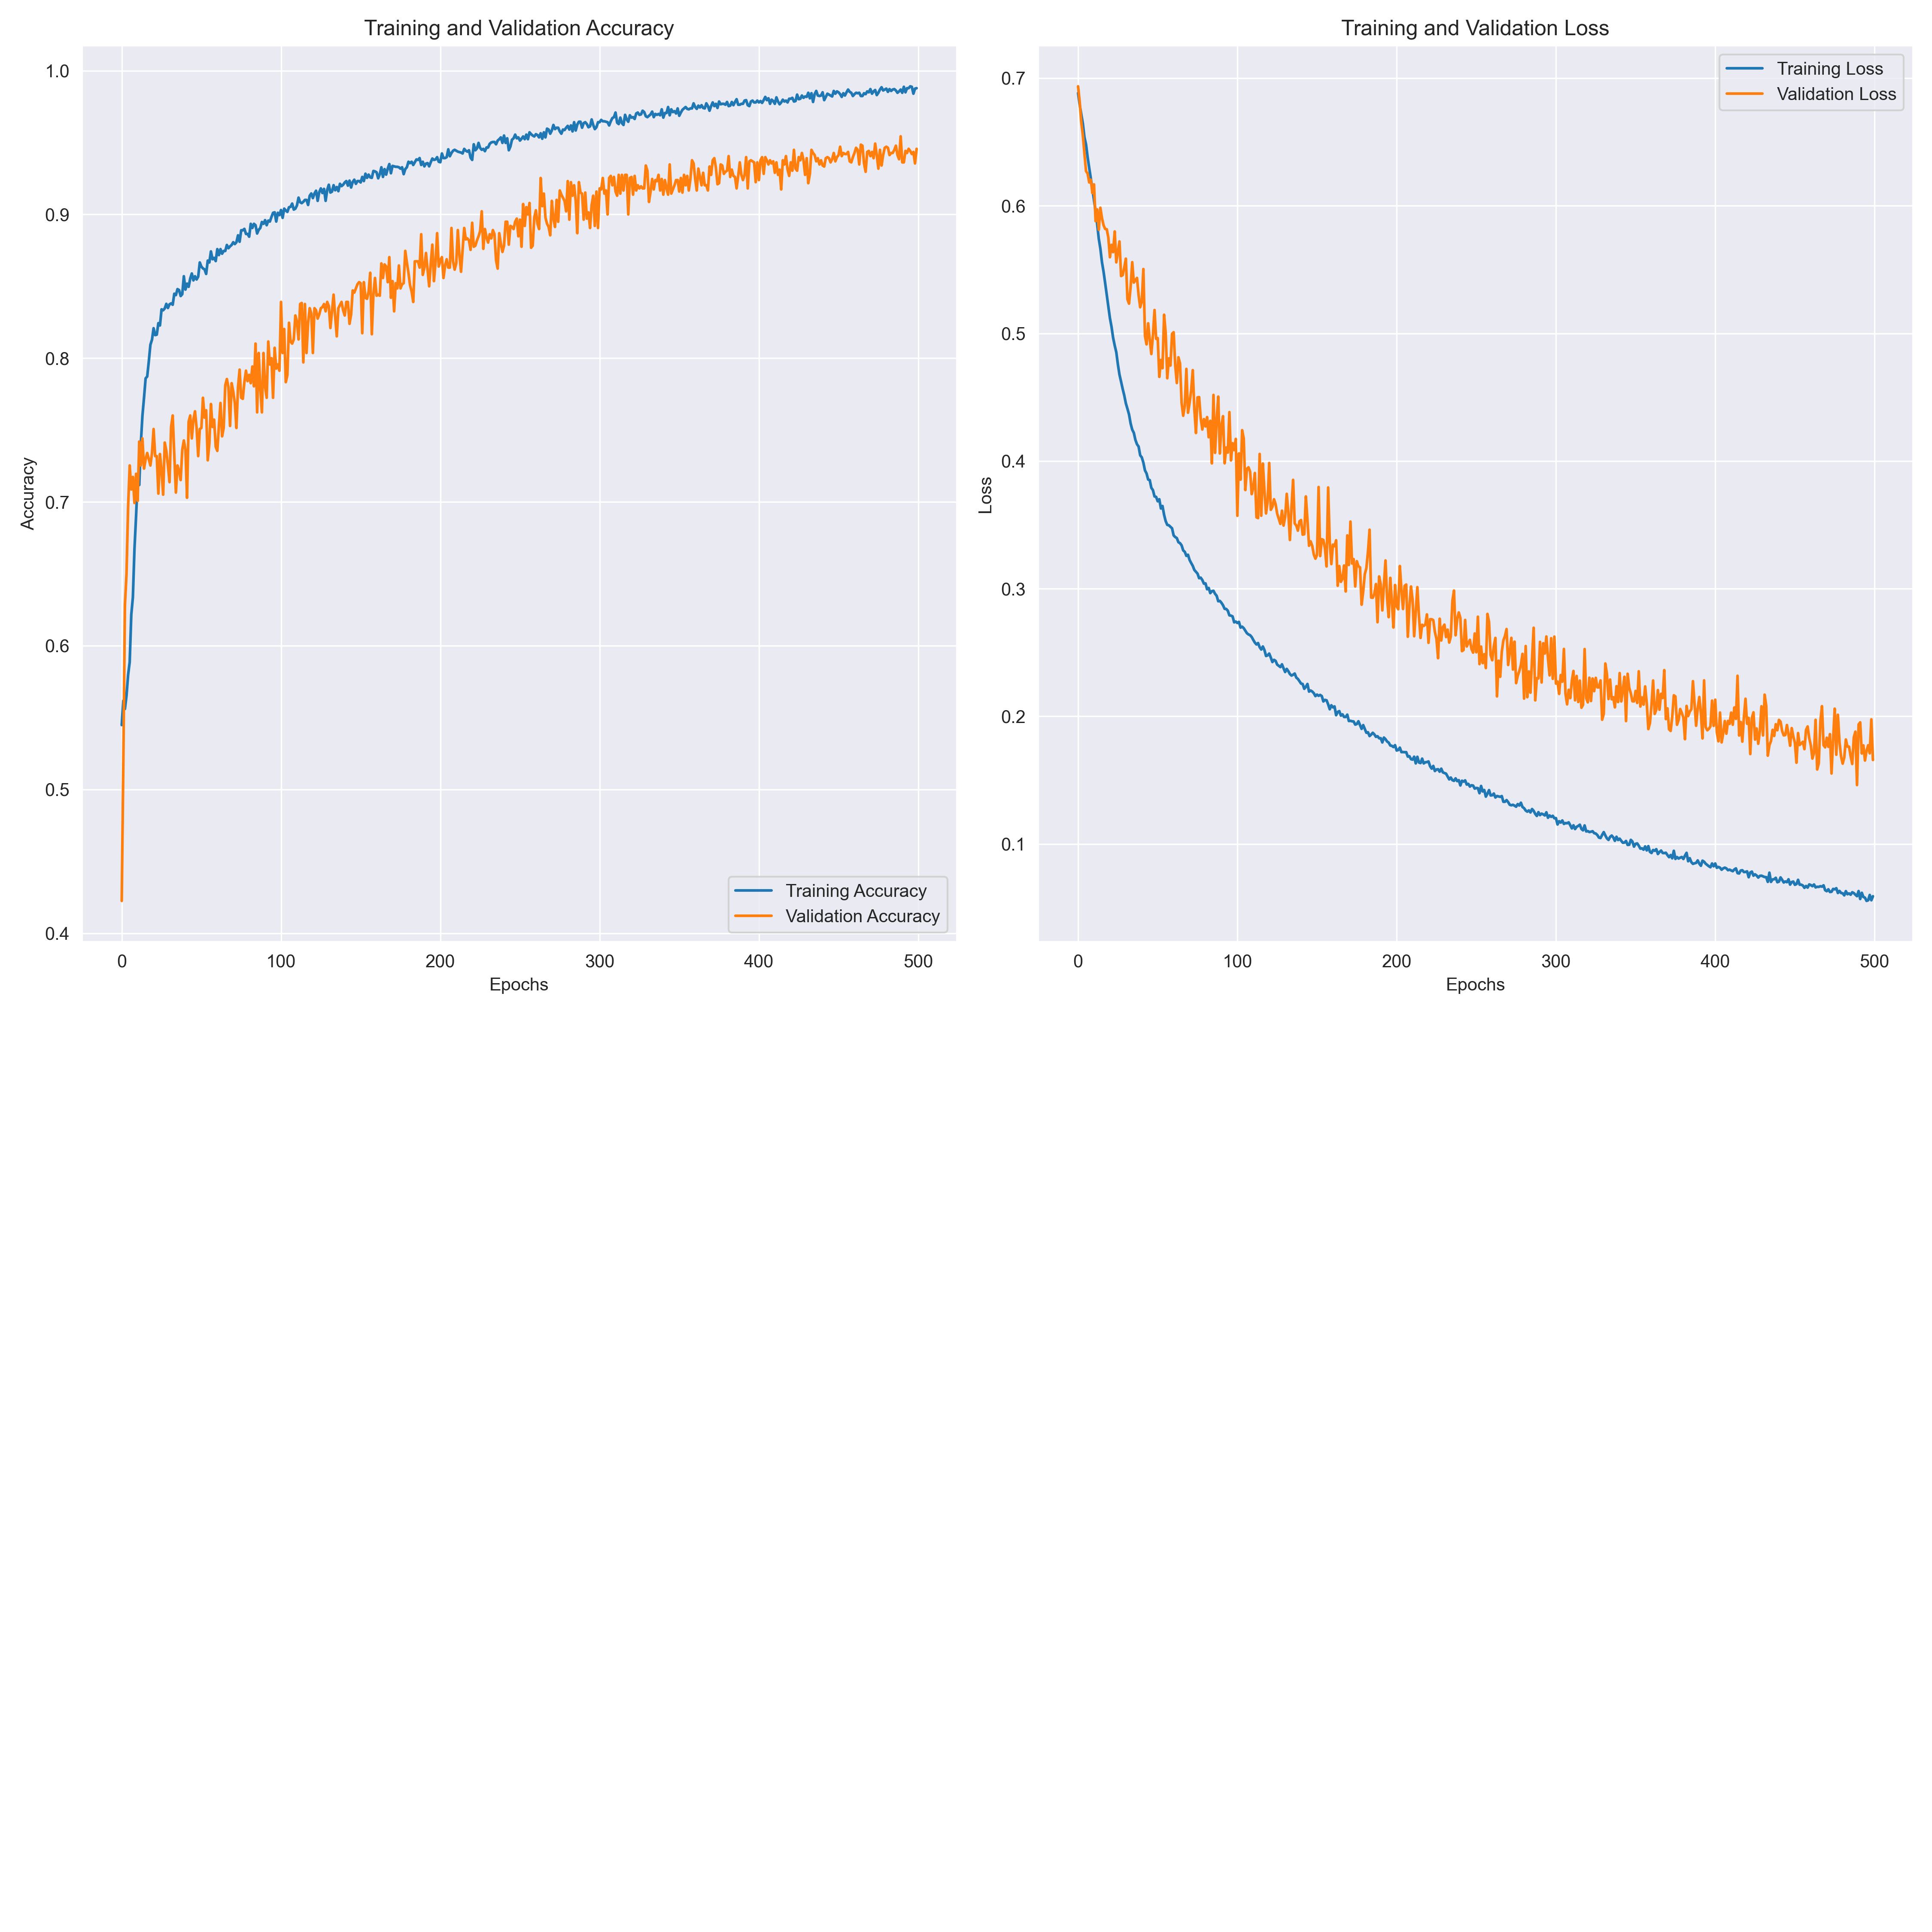 Training and Validation Accuracy
1.0
0.9
0.8
0.7
0.6
0.5
0.4
Accuracy
Training Accuracy
Validation Accuracy
0
100
200
300
400
500
Epochs
Training and Validation Loss
0.7
0.6
0.5
0.4
0.3
0.2
0.1
Loss
Training Loss
Validation Loss
0
100
200
300
400
500
Epochs